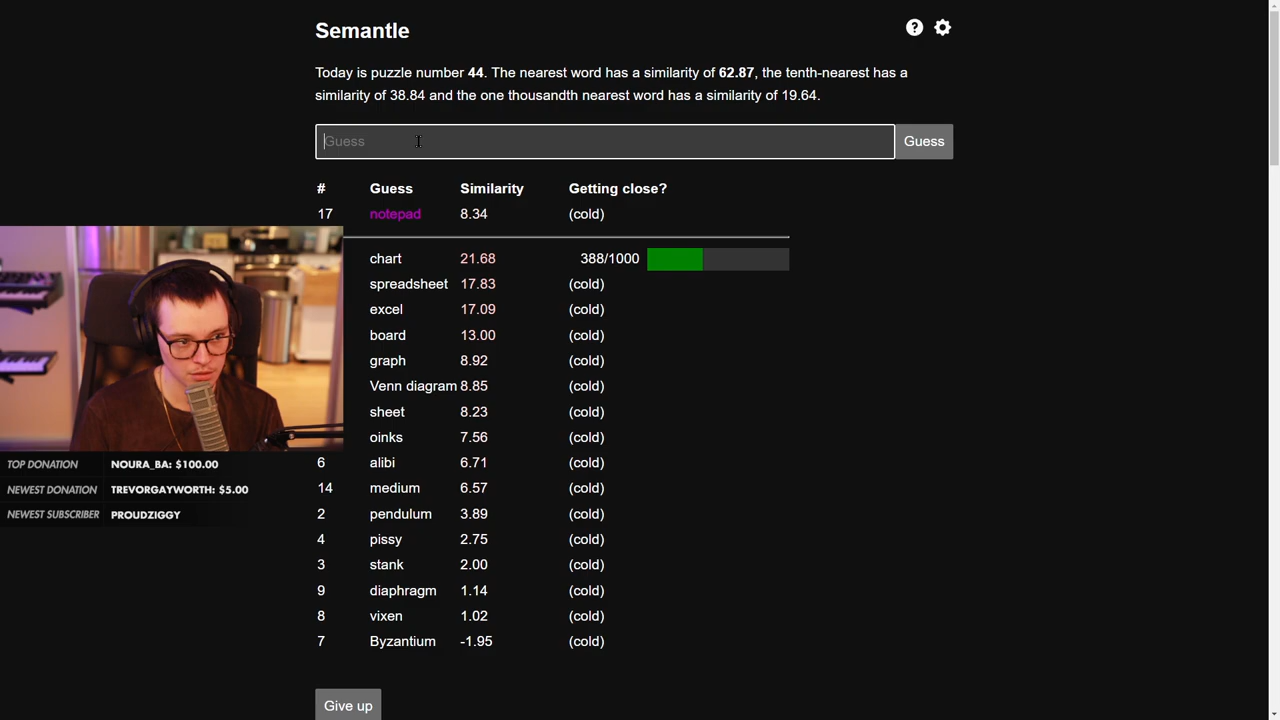 Semantle
Today is puzzle number 44. The nearest word has a similarity of 62.87, the tenth-nearest has a
similarity of 38.84 and the one thousandth nearest word has a similarity of 19.64.
Guess Guess
# Guess Similarity Getting close?
17 notepad 8.34 (cold)
chart 21.68 388/1000
spreadsheet 17.83 (cold)
excel 17.09 (cold)
board 13.00 (cold)
graph 8.92 (cold)
Venn diagram 8.85 (cold)
sheet 8.23 (cold)
oinks 7.56 (cold)
6 alibi 6.71 (cold)
14 medium 6.57 (cold)
2 pendulum 3.89 (cold)
4 pissy 2.75 (cold)
3 stank 2.00 (cold)
9 diaphragm 1.14 (cold)
8 vixen 1.02 (cold)
7 Byzantium -1.95 (cold)
Give up
TOP DONATION NOURA_BA: $100.00
NEWEST DONATION TREVORGAYWORTH: $5.00
NEWEST SUBSCRIBER PROUDZIGGY